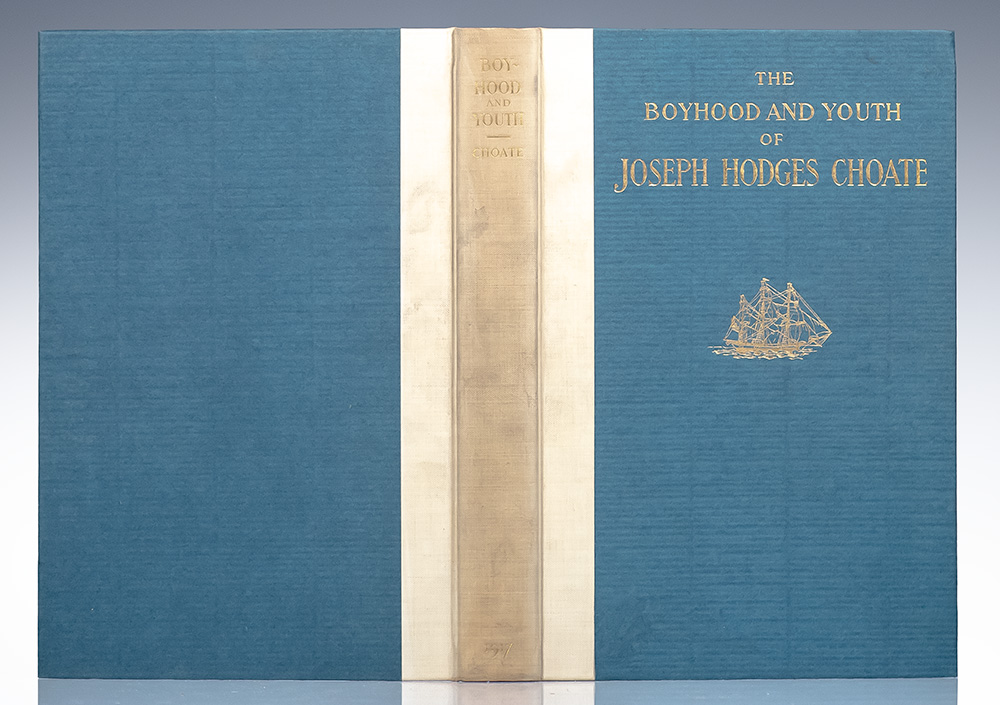 BOY-
HOOD
AND
YOUTH
CHOATE
THE
BOYHOOD AND YOUTH
OF
JOSEPH HODGES CHOATE